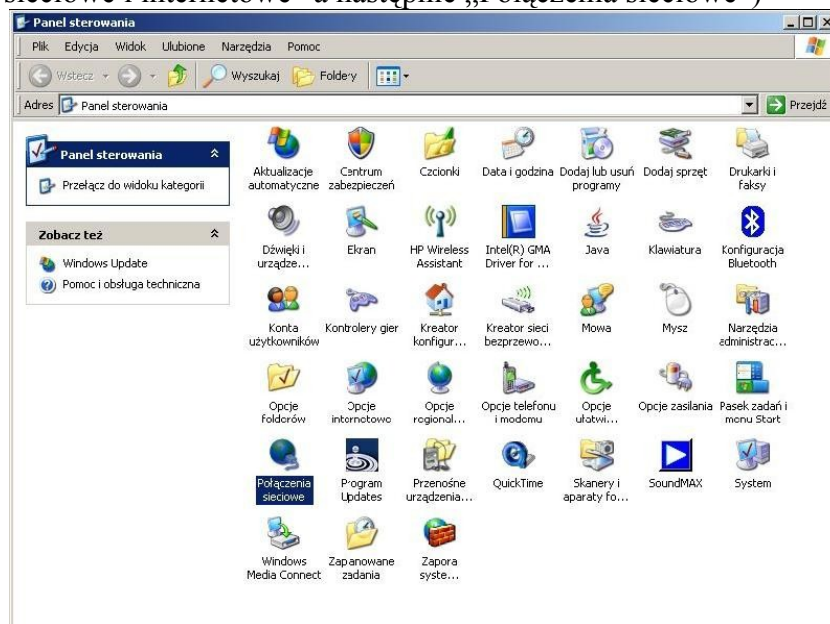 sieciowe i internetowe" a następnie „Połączenia sieciowe")
Panel sterowania
Plik Edycja Widok Ulubione Narzędzia Pomoc
Wstecz Wyszukaj Foldery
Adres Panel sterowania Przejdź
Panel sterowania
Przełącz do widoku kategorii
Zobacz też
Windows Update
Pomoc i obsługa techniczna
Aktualizacje automatyczne
Centrum zabezpieczeń
Czcionki
Data i godzina
Dodaj lub usuń programy
Dodaj sprzęt
Drukarki i faksy
Dźwięki i urządze...
Ekran
HP Wireless Assistant
Intel(R) GMA Driver for ...
Java
Klawiatura
Konfiguracja Bluetooth
Konta użytkowników
Kontrolery gier
Kreator konfigur...
Kreator sieci bezprzewo...
Mowa
Mysz
Narzędzia administrac...
Opcje folderów
Opcje internetowe
Opcje regional...
Opcje telefonu i modemu
Opcje ułatwi...
Opcje zasilania
Pasek zadań i menu Start
Połączenia sieciowe
Program Updates
Przenośne urządzenia...
QuickTime
Skanery i aparaty fo...
SoundMAX
System
Windows Media Connect
Zaplanowane zadania
Zapora syste...